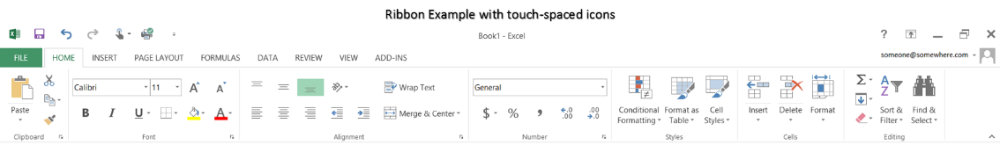 Ribbon Example with touch-spaced icons
Book1 - Excel
?
someone@somewhere.com
FILE HOME INSERT PAGE LAYOUT FORMULAS DATA REVIEW VIEW ADD-INS
Paste
Calibri 11 A A
B I U A
Wrap Text
Merge & Center
General
$ % , .00 .00
Conditional Formatting
Format as Table
Cell Styles
Insert
Delete
Format
Σ
A Z
Sort & Filter
Find & Select
Clipboard Font Alignment Number Styles Cells Editing